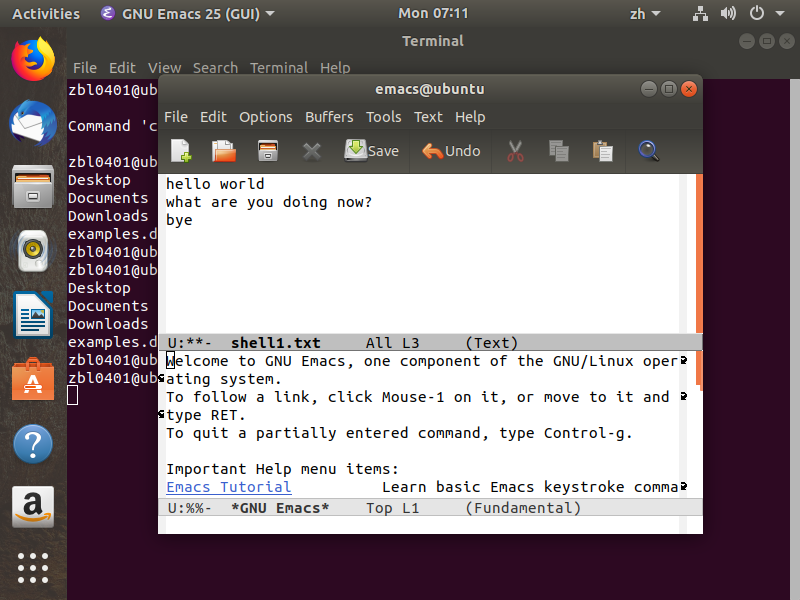 Activities GNU Emacs 25 (GUI) Mon 07:11 zh
Terminal
File Edit View Search Terminal Help
zbl0401@ub
Command 'c
zbl0401@ub
Desktop
Documents
Downloads
examples.d
zbl0401@ub
zbl0401@ub
Desktop
Documents
Downloads
examples.d
zbl0401@ub
zbl0401@ub
emacs@ubuntu
File Edit Options Buffers Tools Text Help
Save Undo
hello world
what are you doing now?
bye
U:**- shell1.txt All L3 (Text)
Welcome to GNU Emacs, one component of the GNU/Linux oper
ating system.
To follow a link, click Mouse-1 on it, or move to it and
type RET.
To quit a partially entered command, type Control-g.
Important Help menu items:
Emacs Tutorial Learn basic Emacs keystroke comma
U:%%- *GNU Emacs* Top L1 (Fundamental)